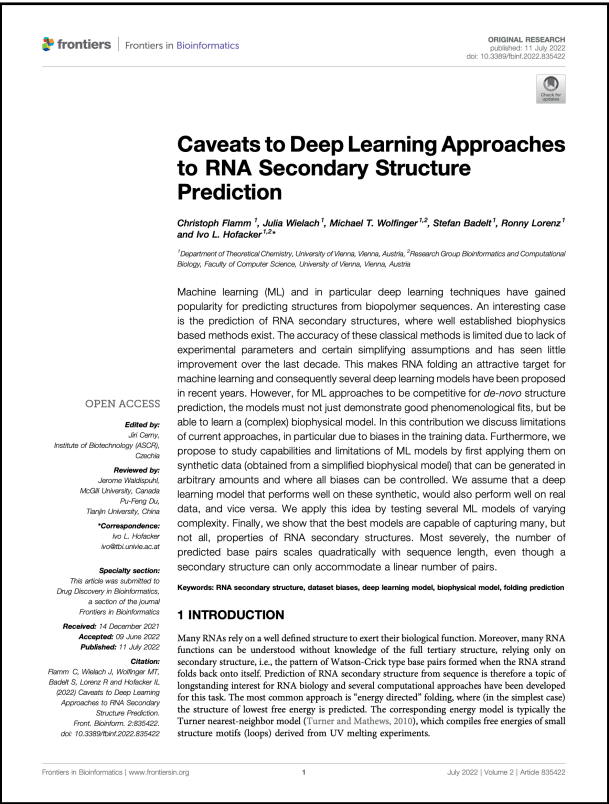 frontiers | Frontiers in Bioinformatics
ORIGINAL RESEARCH
published: 11 July 2022
doi: 10.3389/fbinf.2022.835422
Check for
updates
Caveats to Deep Learning Approaches
to RNA Secondary Structure
Prediction
Christoph Flamm 1, Julia Wielach 1, Michael T. Wolfinger 1,2, Stefan Badelt 1, Ronny Lorenz 1
and Ivo L. Hofacker 1,2*
1Department of Theoretical Chemistry, University of Vienna, Vienna, Austria, 2Research Group Bioinformatics and Computational
Biology, Faculty of Computer Science, University of Vienna, Vienna, Austria
Machine learning (ML) and in particular deep learning techniques have gained
popularity for predicting structures from biopolymer sequences. An interesting case
is the prediction of RNA secondary structures, where well established biophysics
based methods exist. The accuracy of these classical methods is limited due to lack of
experimental parameters and certain simplifying assumptions and has seen little
improvement over the last decade. This makes RNA folding an attractive target for
machine learning and consequently several deep learning models have been proposed
in recent years. However, for ML approaches to be competitive for de-novo structure
prediction, the models must not just demonstrate good phenomenological fits, but be
able to learn a (complex) biophysical model. In this contribution we discuss limitations
of current approaches, in particular due to biases in the training data. Furthermore, we
propose to study capabilities and limitations of ML models by first applying them on
synthetic data (obtained from a simplified biophysical model) that can be generated in
arbitrary amounts and where all biases can be controlled. We assume that a deep
learning model that performs well on these synthetic, would also perform well on real
data, and vice versa. We apply this idea by testing several ML models of varying
complexity. Finally, we show that the best models are capable of capturing many, but
not all, properties of RNA secondary structures. Most severely, the number of
predicted base pairs scales quadratically with sequence length, even though a
secondary structure can only accommodate a linear number of pairs.
Keywords: RNA secondary structure, dataset biases, deep learning model, biophysical model, folding prediction
OPEN ACCESS
Edited by:
Jiri Cerny,
Institute of Biotechnology (ASCR),
Czechia
Reviewed by:
Jerome Waldispuhl,
McGill University, Canada
Pu-Feng Du,
Tianjin University, China
*Correspondence:
Ivo L. Hofacker
ivo@tbi.univie.ac.at
Specialty section:
This article was submitted to
Drug Discovery in Bioinformatics,
a section of the journal
Frontiers in Bioinformatics
Received: 14 December 2021
Accepted: 09 June 2022
Published: 11 July 2022
Citation:
Flamm C, Wielach J, Wolfinger MT,
Badelt S, Lorenz R and Hofacker IL
(2022) Caveats to Deep Learning
Approaches to RNA Secondary
Structure Prediction.
Front. Bioinform. 2:835422.
doi: 10.3389/fbinf.2022.835422
1 INTRODUCTION
Many RNAs rely on a well defined structure to exert their biological function. Moreover, many RNA
functions can be understood without knowledge of the full tertiary structure, relying only on
secondary structure, i.e., the pattern of Watson-Crick type base pairs formed when the RNA strand
folds back onto itself. Prediction of RNA secondary structure from sequence is therefore a topic of
longstanding interest for RNA biology and several computational approaches have been developed
for this task. The most common approach is “energy directed” folding, where (in the simplest case)
the structure of lowest free energy is predicted. The corresponding energy model is typically the
Turner nearest-neighbor model (Turner and Mathews, 2010), which compiles free energies of small
structure motifs (loops) derived from UV melting experiments.
Frontiers in Bioinformatics | www.frontiersin.org
1
July 2022 | Volume 2 | Article 835422